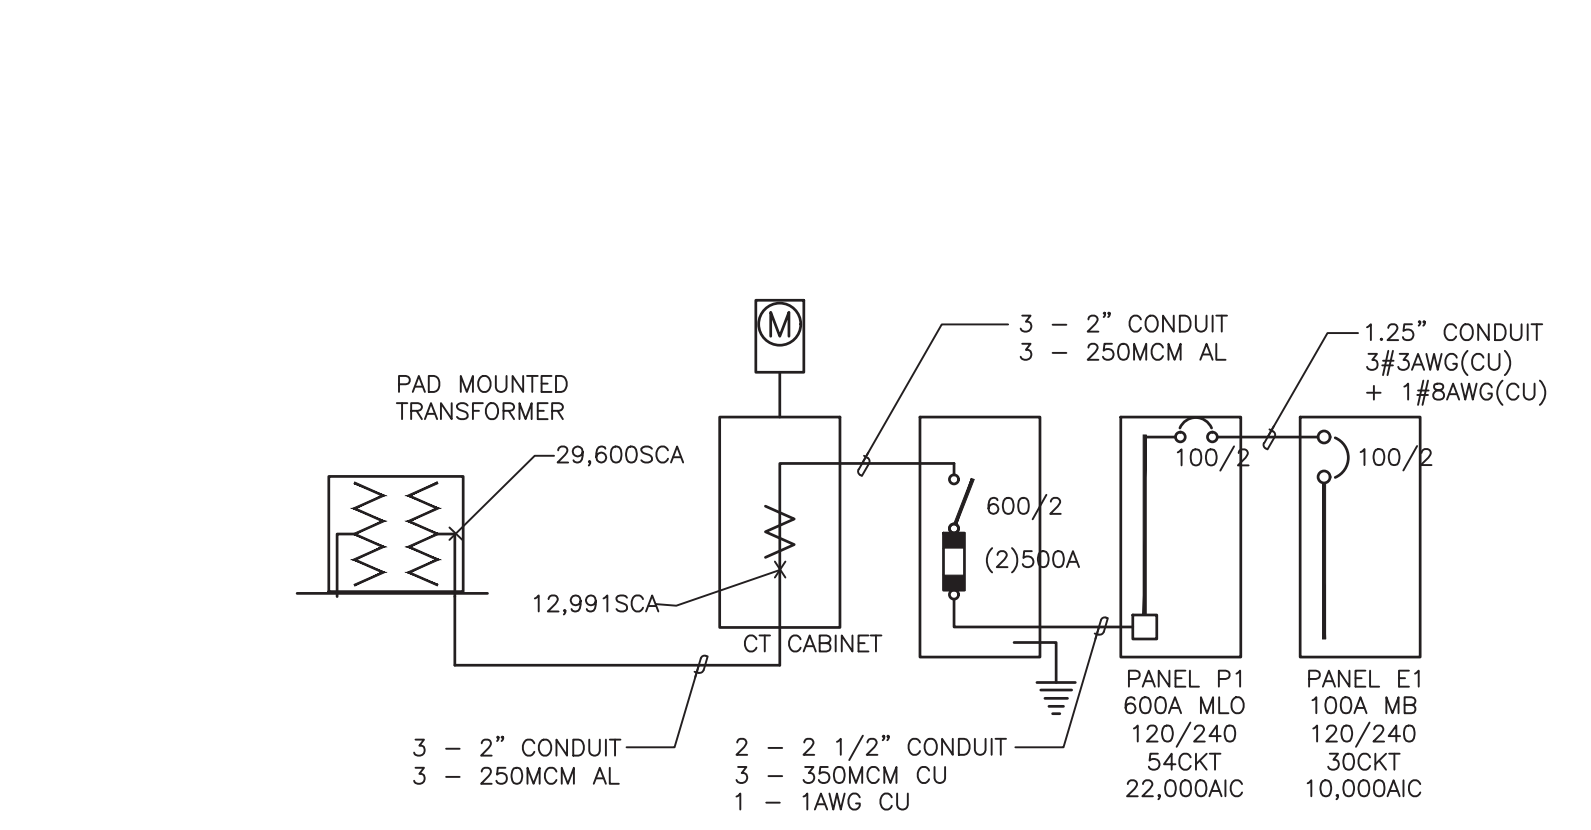 M
3 - 2" CONDUIT
3 - 250MCM AL
1.25" CONDUIT
3#3AWG(CU)
+ 1#8AWG(CU)
PAD MOUNTED
TRANSFORMER
29,600SCA
100/2
100/2
600/2
(2)500A
12,991SCA
CT CABINET
PANEL P1
600A MLO
120/240
54CKT
22,000AIC
PANEL E1
100A MB
120/240
30CKT
10,000AIC
3 - 2" CONDUIT
3 - 250MCM AL
2 - 2 1/2" CONDUIT
3 - 350MCM CU
1 - 1AWG CU